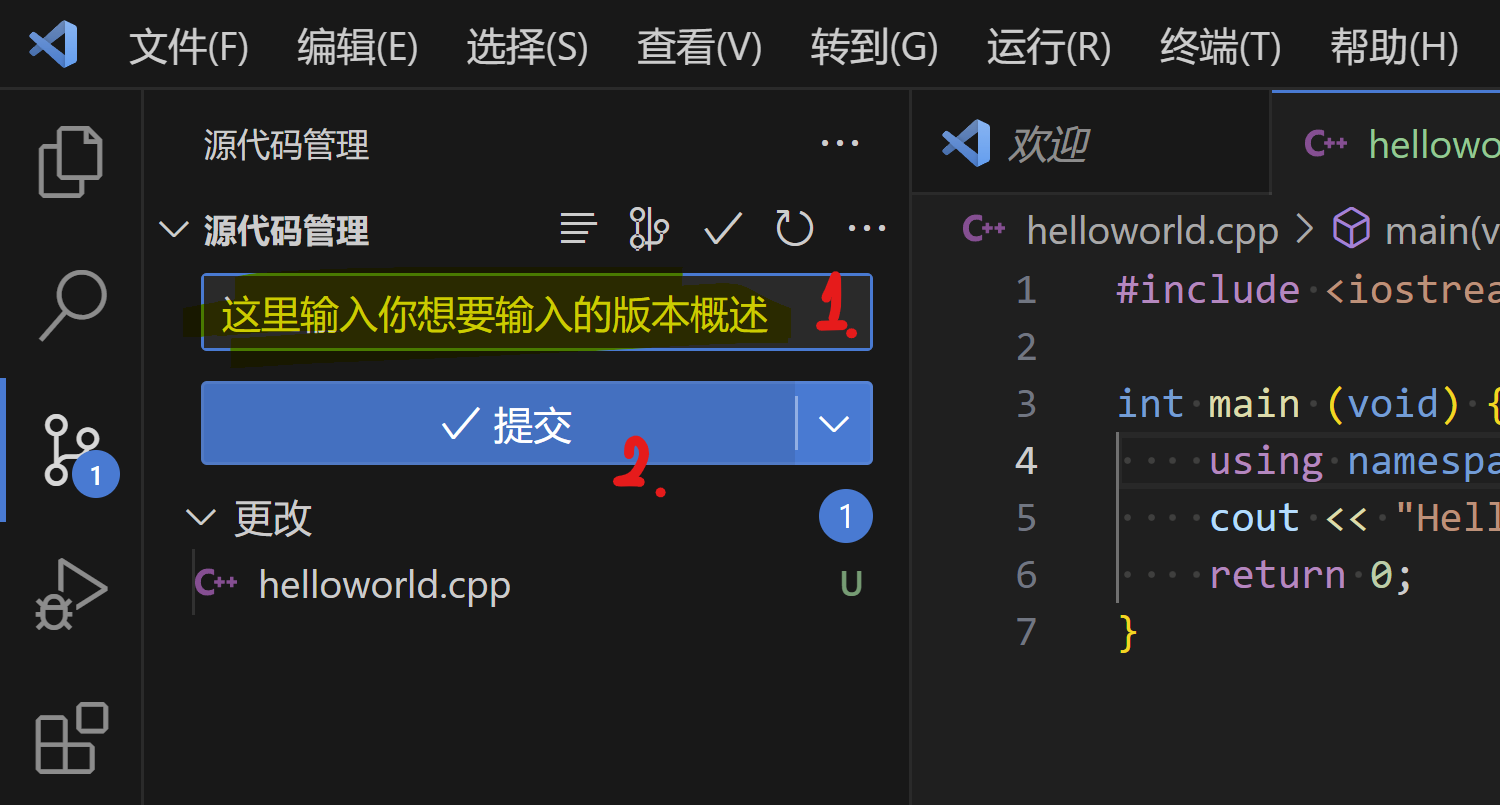 文件(F) 编辑(E) 选择(S) 查看(V) 转到(G) 运行(R) 终端(T) 帮助(H)
源代码管理
源代码管理
这里输入你想要输入的版本概述 1.
提交
2.
更改 1
helloworld.cpp U
1
欢迎 C++ hellowo
C++ helloworld.cpp > main(v
1 #include <iostrea
2
3 int main (void) {
4 using namespa
5 cout << "Hell
6 return 0;
7 }